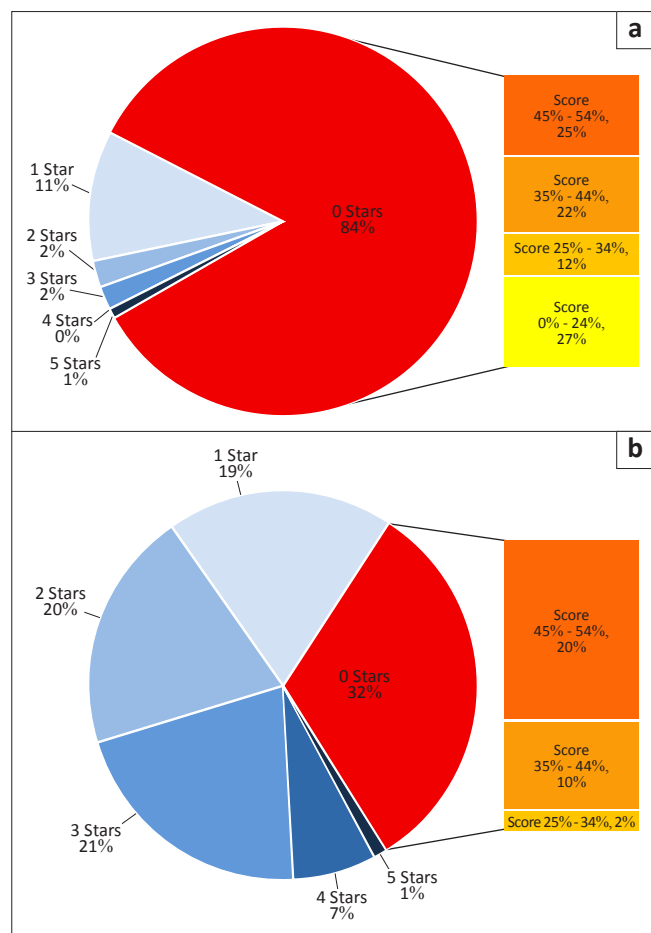 a
Score
45% - 54%,
25%
1 Star
11%
Score
35% - 44%,
22%
0 Stars
84%
2 Stars
2%
Score 25% - 34%,
12%
3 Stars
2%
4 Stars
0%
Score
0% - 24%,
27%
5 Stars
1%
b
1 Star
19%
Score
45% - 54%,
20%
2 Stars
20%
0 Stars
32%
Score
35% - 44%,
10%
Score 25% - 34%, 2%
3 Stars
21%
5 Stars
1%
4 Stars
7%